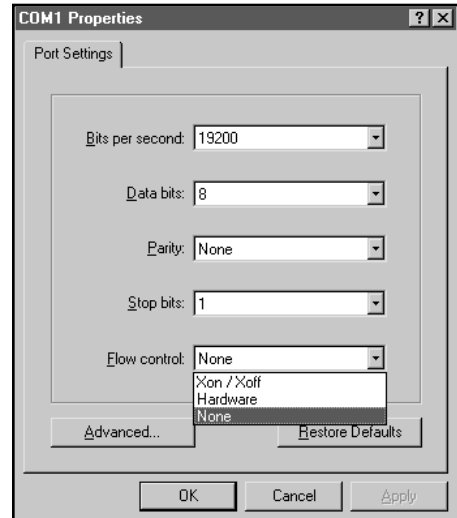 COM1 Properties
Port Settings
Bits per second: 19200
Data bits: 8
Parity: None
Stop bits: 1
Flow control: None
Xon / Xoff
Hardware
None
Advanced... Restore Defaults
OK Cancel Apply